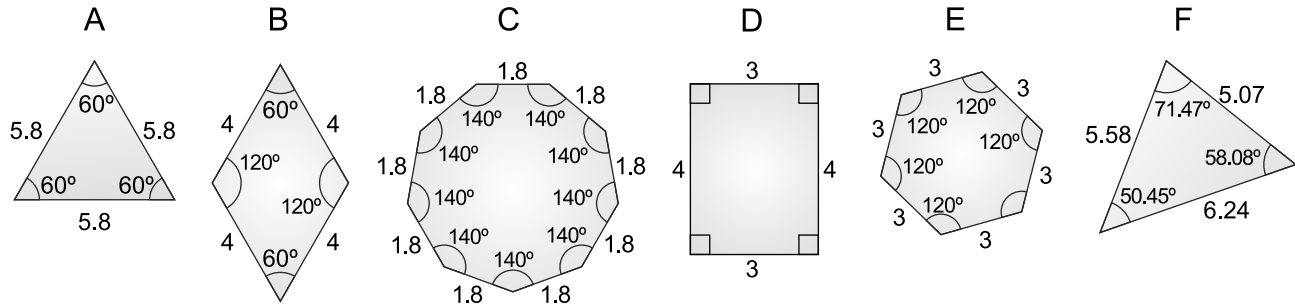 A
60º
5.8 5.8
60º 60º
5.8
B
60º
4 4
120º
120º
4 4
60º
C
1.8
1.8 1.8
140º 140º
140º 140º
1.8 1.8
140º 140º
1.8 1.8
140º 140º 140º
1.8 1.8
D
3
4 4
3
E
3 3
120º
3 120º 120º
120º 3
120º
3 3
F
71.47º 5.07
5.58
58.08º
50.45º
6.24